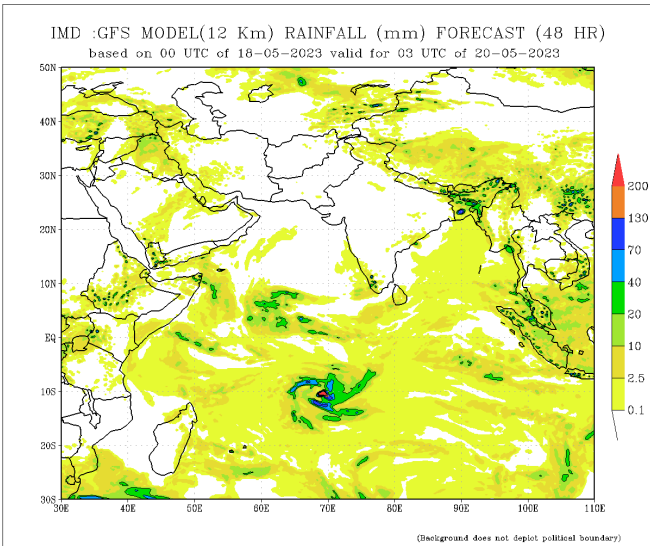 IMD :GFS MODEL(12 Km) RAINFALL (mm) FORECAST (48 HR)
based on 00 UTC of 18-05-2023 valid for 03 UTC of 20-05-2023
50N
40N
30N
20N
10N
EQ
10S
20S
30S
30E 40E 50E 60E 70E 80E 90E 100E 110E
200
130
70
40
20
10
2.5
0.1
(Background does not depict political boundary)